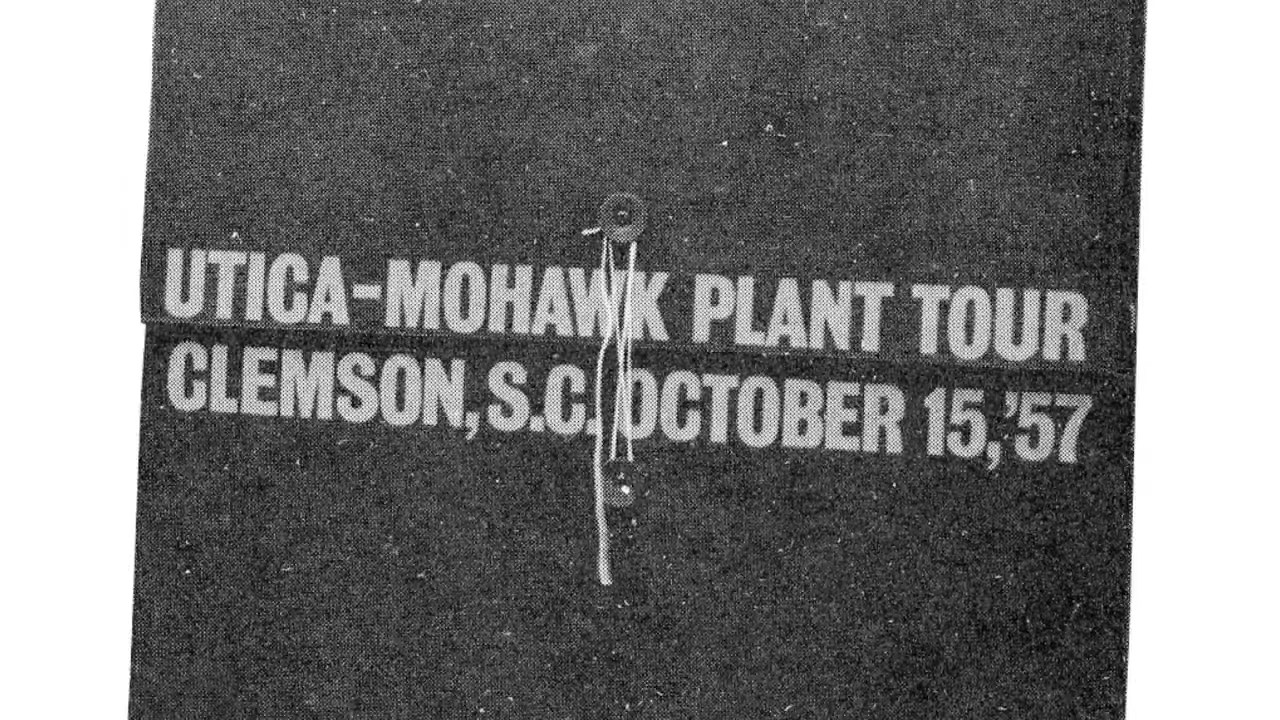 UTICA-MOHAWK PLANT TOUR
CLEMSON, S.C. OCTOBER 15, '57